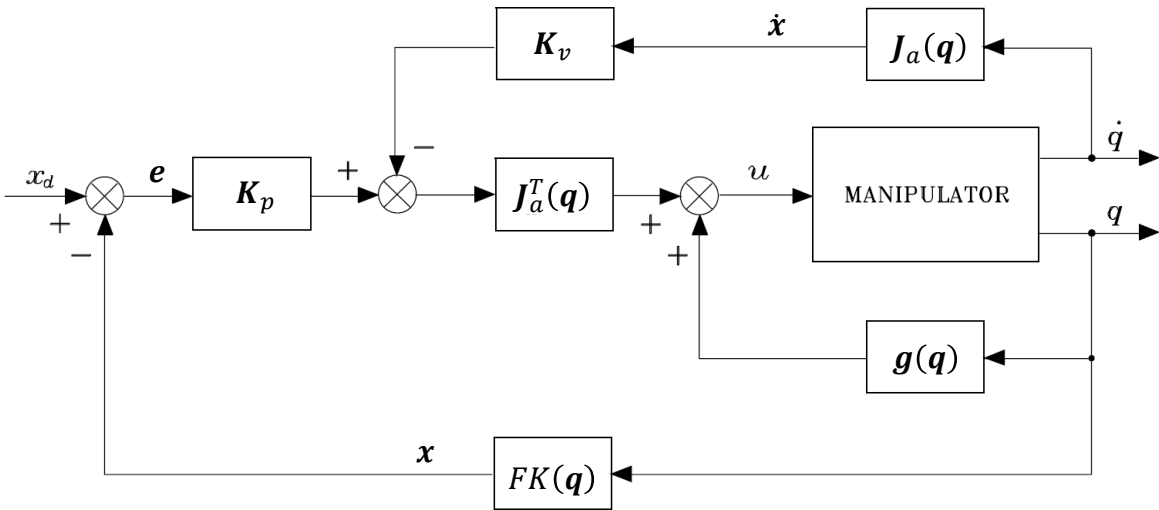 K_v
ẋ
J_a(q)
−
x_d
+
−
e
K_p
+
J_a^T(q)
+
+
u
MANIPULATOR
q̇
q
g(q)
x
FK(q)